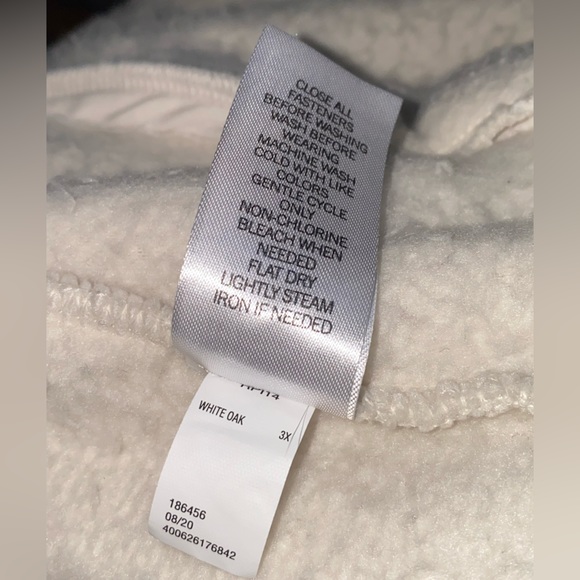 CLOSE ALL
FASTENERS
BEFORE WASHING
WASH BEFORE
WEARING
MACHINE WASH
COLD WITH LIKE
COLORS
GENTLE CYCLE
ONLY
NON-CHLORINE
BLEACH WHEN
NEEDED
FLAT DRY
LIGHTLY STEAM
IRON IF NEEDED
WHITE OAK 3X
186456
08/20
400626176842